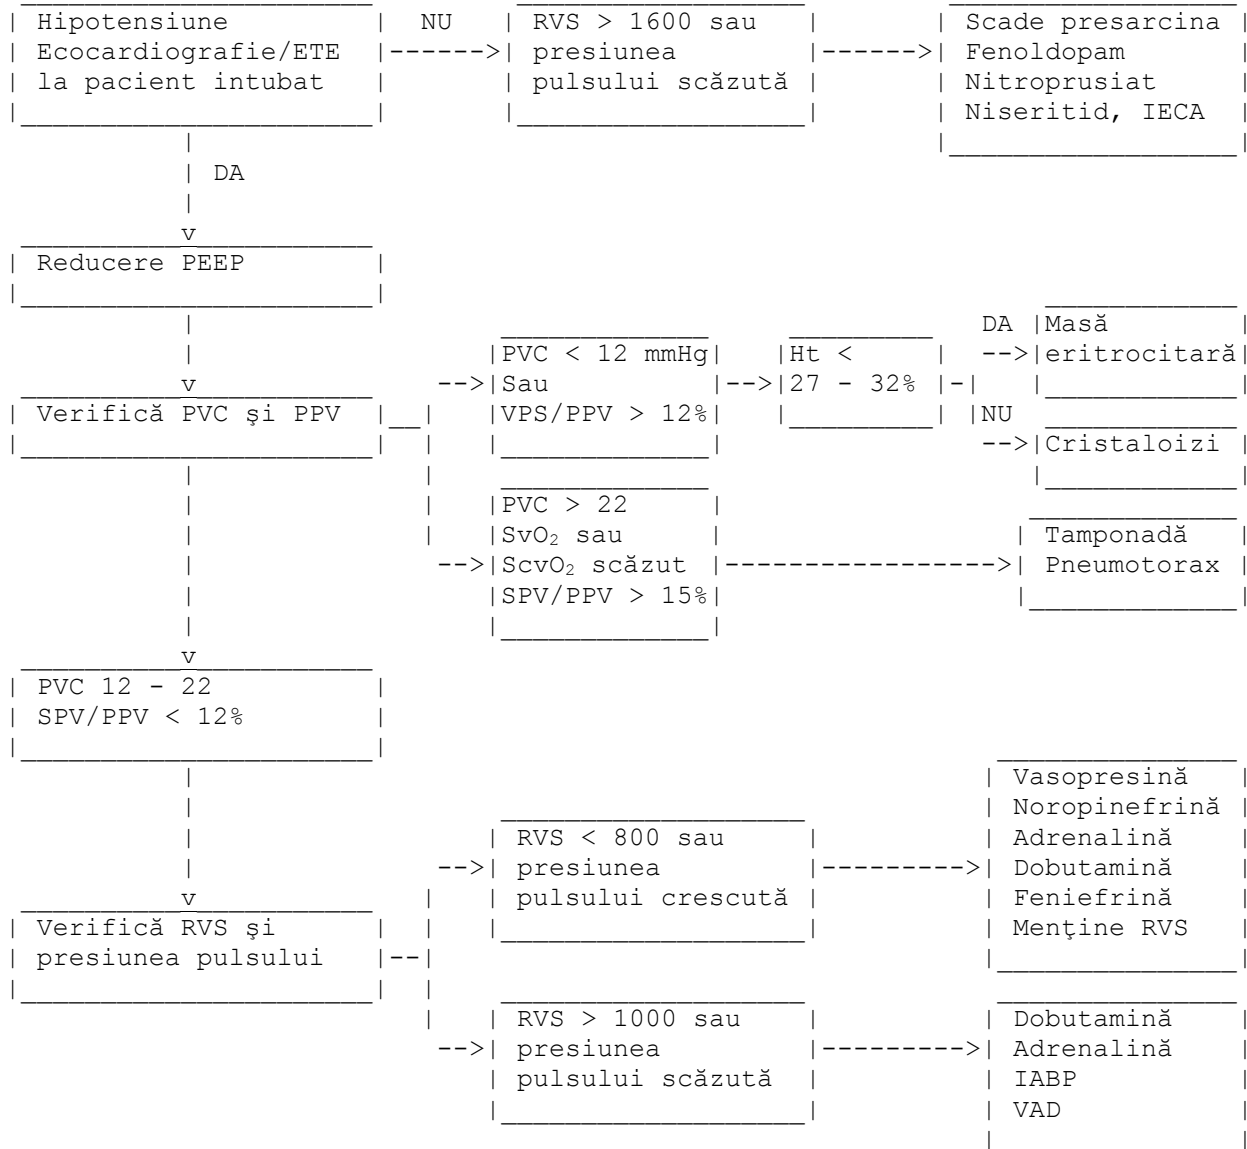 Hipotensiune
Ecocardiografie/ETE
la pacient intubat
NU
RVS > 1600 sau
presiunea
pulsului scăzută
Scade presarcina
Fenoldopam
Nitroprusiat
Niseritid, IECA
DA
Reducere PEEP
Verifică PVC şi PPV
PVC < 12 mmHg
Sau
VPS/PPV > 12%
Ht <
27 - 32%
DA
Masă
eritrocitară
NU
Cristaloizi
PVC > 22
SvO₂ sau
ScvO₂ scăzut
SPV/PPV > 15%
Tamponadă
Pneumotorax
PVC 12 - 22
SPV/PPV < 12%
Verifică RVS şi
presiunea pulsului
RVS < 800 sau
presiunea
pulsului crescută
Vasopresină
Noropinefrină
Adrenalină
Dobutamină
Feniefrină
Menţine RVS
RVS > 1000 sau
presiunea
pulsului scăzută
Dobutamină
Adrenalină
IABP
VAD